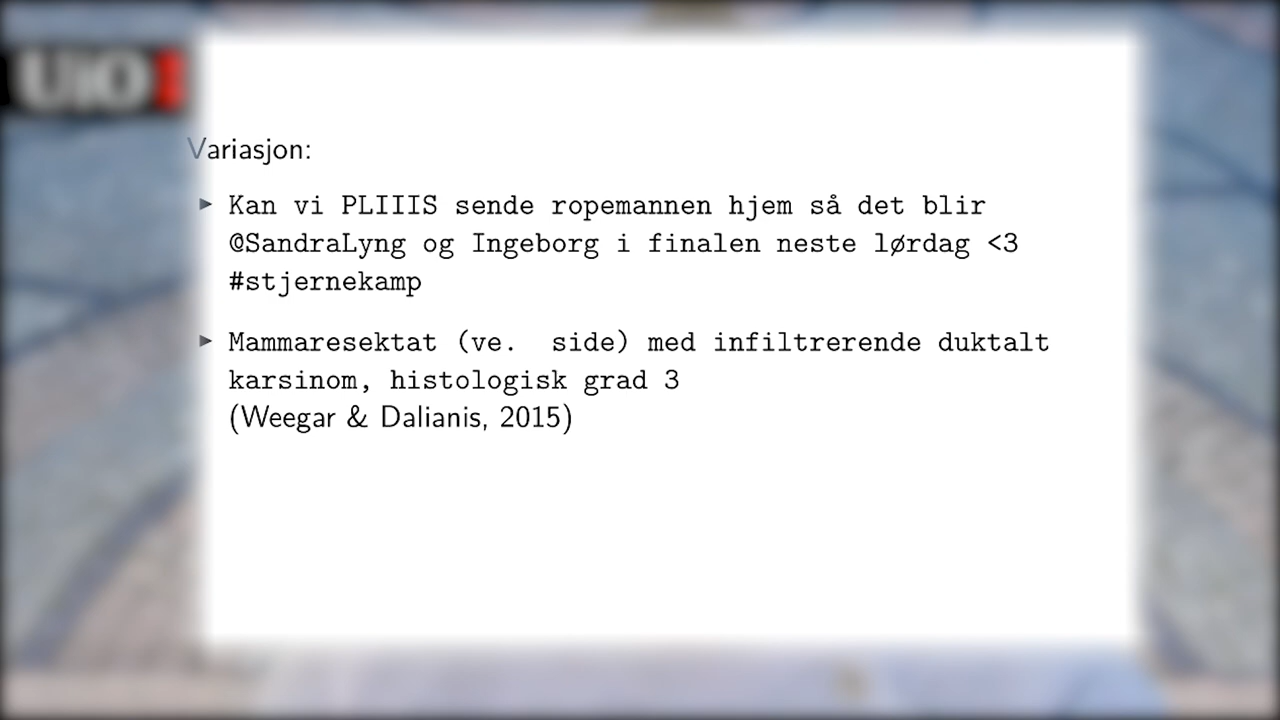 UiO
Variasjon:
Kan vi PLIIIS sende ropemannen hjem så det blir
@SandraLyng og Ingeborg i finalen neste lørdag <3
#stjernekamp
Mammaresektat (ve. side) med infiltrerende duktalt
karsinom, histologisk grad 3
(Weegar & Dalianis, 2015)